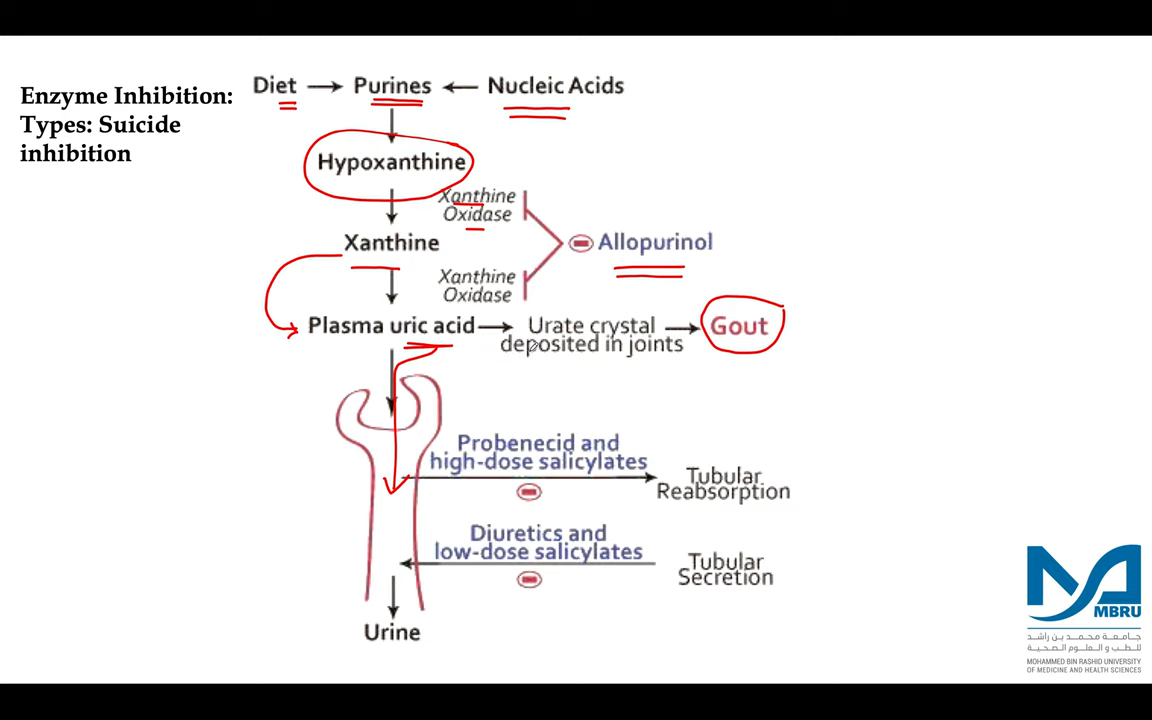 Enzyme Inhibition:
Types: Suicide
inhibition
Diet → Purines ← Nucleic Acids
Hypoxanthine
Xanthine
Oxidase
Xanthine
Allopurinol
Xanthine
Oxidase
Plasma uric acid → Urate crystal
deposited in joints
→ Gout
Probenecid and
high-dose salicylates
Tubular
Reabsorption
Diuretics and
low-dose salicylates
Tubular
Secretion
Urine
MBRU
جامعة محمد بن راشد
للطب و العلوم الصحية
MOHAMMED BIN RASHID UNIVERSITY
OF MEDICINE AND HEALTH SCIENCES